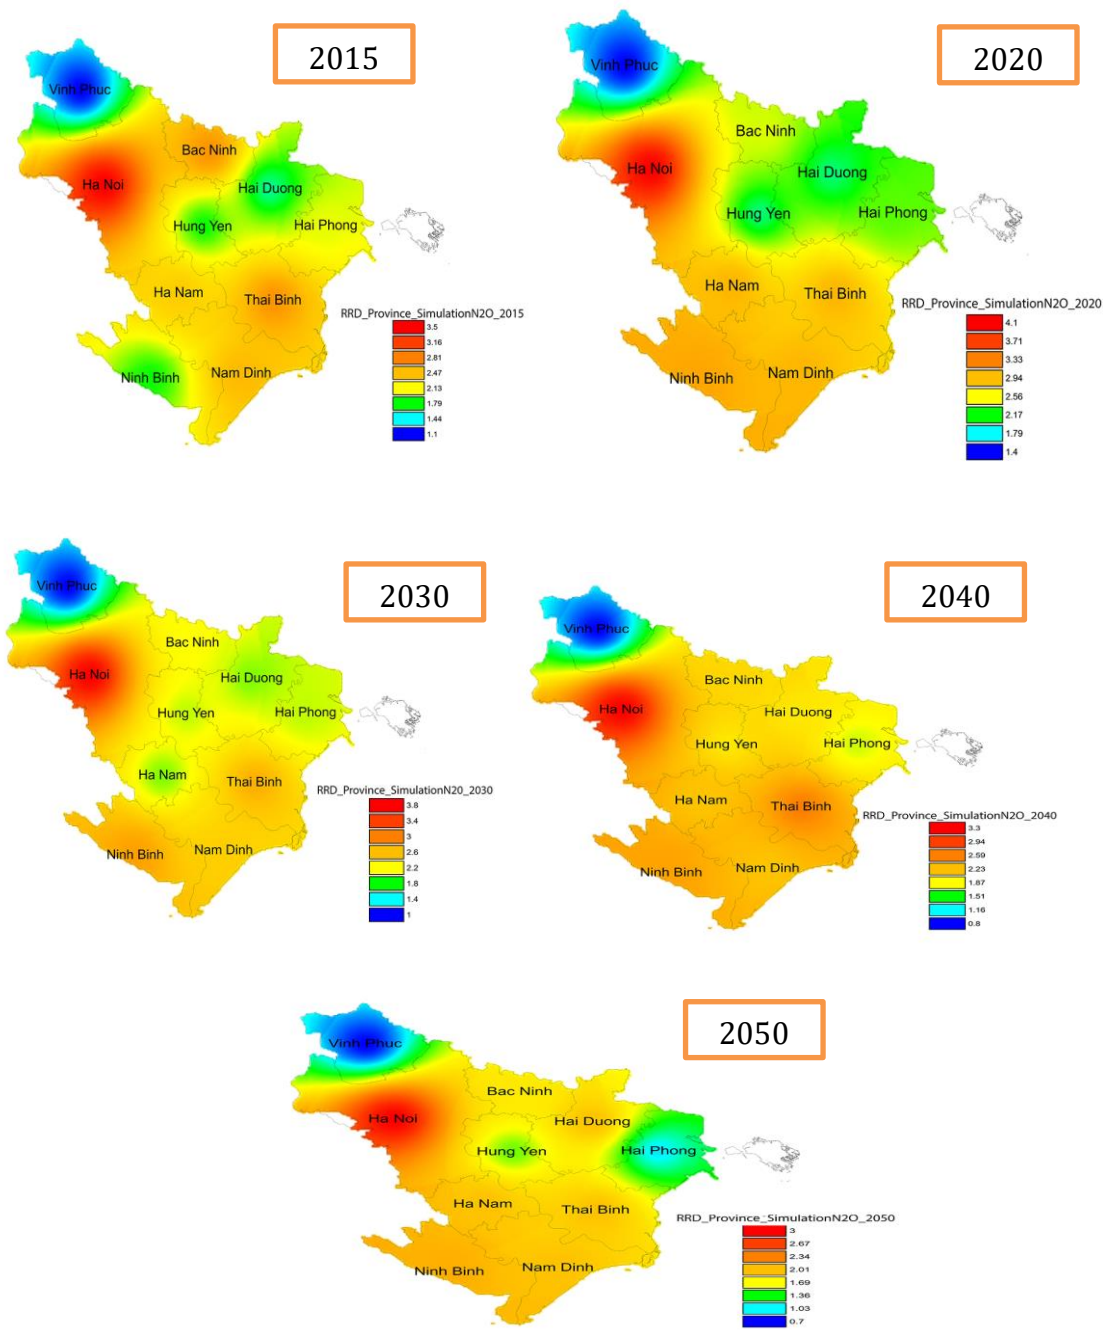 2015
Vinh Phuc
Bac Ninh
Ha Noi
Hai Duong
Hung Yen
Hai Phong
Ha Nam
Thai Binh
Ninh Binh
Nam Dinh
RRD_Province_SimulationN2O_2015
3.5
3.16
2.81
2.47
2.13
1.79
1.44
1.1
2020
Vinh Phuc
Bac Ninh
Ha Noi
Hai Duong
Hung Yen
Hai Phong
Ha Nam
Thai Binh
Ninh Binh
Nam Dinh
RRD_Province_SimulationN2O_2020
4.1
3.71
3.33
2.94
2.56
2.17
1.79
1.4
2030
Vinh Phuc
Bac Ninh
Ha Noi
Hai Duong
Hung Yen
Hai Phong
Ha Nam
Thai Binh
Ninh Binh
Nam Dinh
RRD_Province_SimulationN20_2030
3.8
3.4
3
2.6
2.2
1.8
1.4
1
2040
Vinh Phuc
Bac Ninh
Ha Noi
Hai Duong
Hung Yen
Hai Phong
Ha Nam
Thai Binh
Ninh Binh
Nam Dinh
RRD_Province_SimulationN2O_2040
3.3
2.94
2.59
2.23
1.87
1.51
1.16
0.8
2050
Vinh Phuc
Bac Ninh
Ha Noi
Hai Duong
Hung Yen
Hai Phong
Ha Nam
Thai Binh
Ninh Binh
Nam Dinh
RRD_Province_SimulationN2O_2050
3
2.67
2.34
2.01
1.69
1.36
1.03
0.7